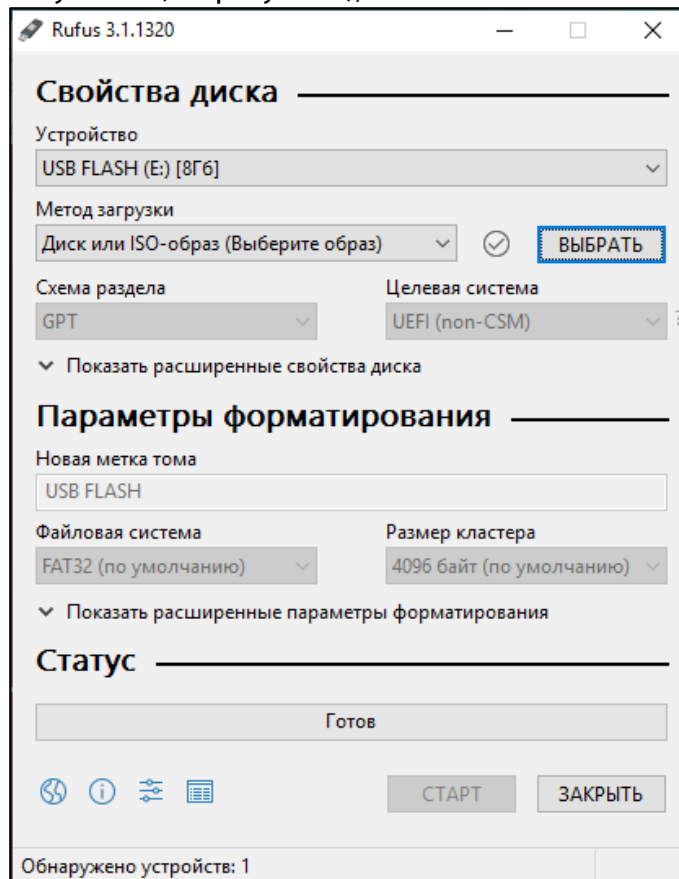 Rufus 3.1.1320
Свойства диска
Устройство
USB FLASH (E:) [8Гб]
Метод загрузки
Диск или ISO-образ (Выберите образ)
ВЫБРАТЬ
Схема раздела Целевая система
GPT UEFI (non-CSM) ?
Показать расширенные свойства диска
Параметры форматирования
Новая метка тома
USB FLASH
Файловая система Размер кластера
FAT32 (по умолчанию) 4096 байт (по умолчанию)
Показать расширенные параметры форматирования
Статус
Готов
СТАРТ ЗАКРЫТЬ
Обнаружено устройств: 1